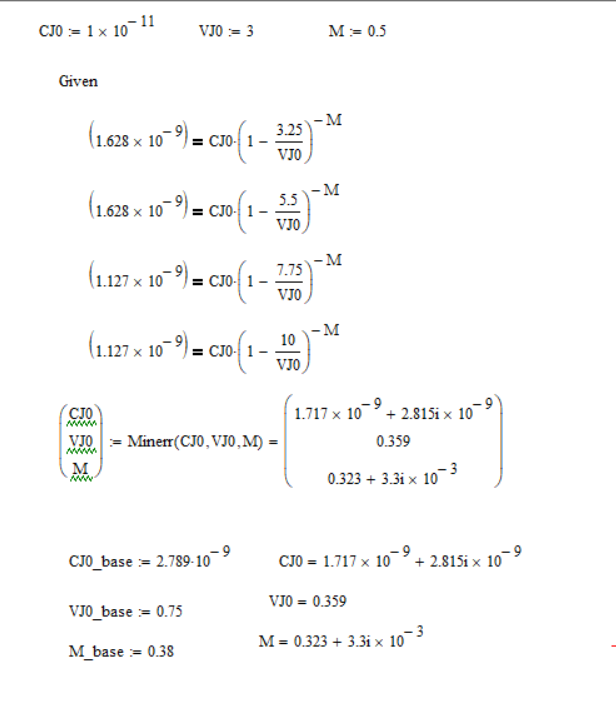 CJ0 := 1 × 10^-11 VJ0 := 3 M := 0.5
Given
(1.628 × 10^-9) = CJ0·(1 − 3.25/VJ0)^-M
(1.628 × 10^-9) = CJ0·(1 − 5.5/VJ0)^-M
(1.127 × 10^-9) = CJ0·(1 − 7.75/VJ0)^-M
(1.127 × 10^-9) = CJ0·(1 − 10/VJ0)^-M
(CJ0 VJ0 M) := Minerr(CJ0, VJ0, M) = (1.717 × 10^-9 + 2.815i × 10^-9 0.359 0.323 + 3.3i × 10^-3)
CJ0_base := 2.789·10^-9 CJ0 = 1.717 × 10^-9 + 2.815i × 10^-9
VJ0_base := 0.75 VJ0 = 0.359
M_base := 0.38 M = 0.323 + 3.3i × 10^-3